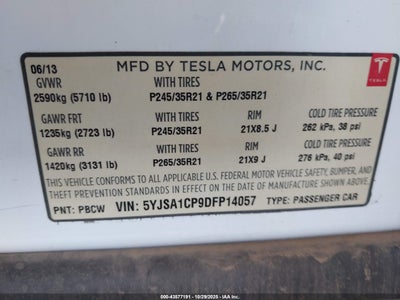 06/13 MFD BY TESLA MOTORS, INC.
GVWR WITH TIRES
2590kg (5710 lb) P245/35R21 & P265/35R21
GAWR FRT WITH TIRES RIM COLD TIRE PRESSURE
1235kg (2723 lb) P245/35R21 21X8.5 J 262 kPa, 38 psi
GAWR RR WITH TIRES RIM COLD TIRE PRESSURE
1420kg (3131 lb) P265/35R21 21X9 J 276 kPa, 40 psi
THIS VEHICLE CONFORMS TO ALL APPLICABLE U.S. FEDERAL MOTOR VEHICLE SAFETY, BUMPER, AND
THEFT PREVENTION STANDARDS IN EFFECT ON THE DATE OF MANUFACTURE SHOWN ABOVE.
PNT: PBCW VIN: 5YJSA1CP9DFP14057 TYPE: PASSENGER CAR
TESLA
000-43877191 - 10/29/2025 - WWW.IAAI.COM